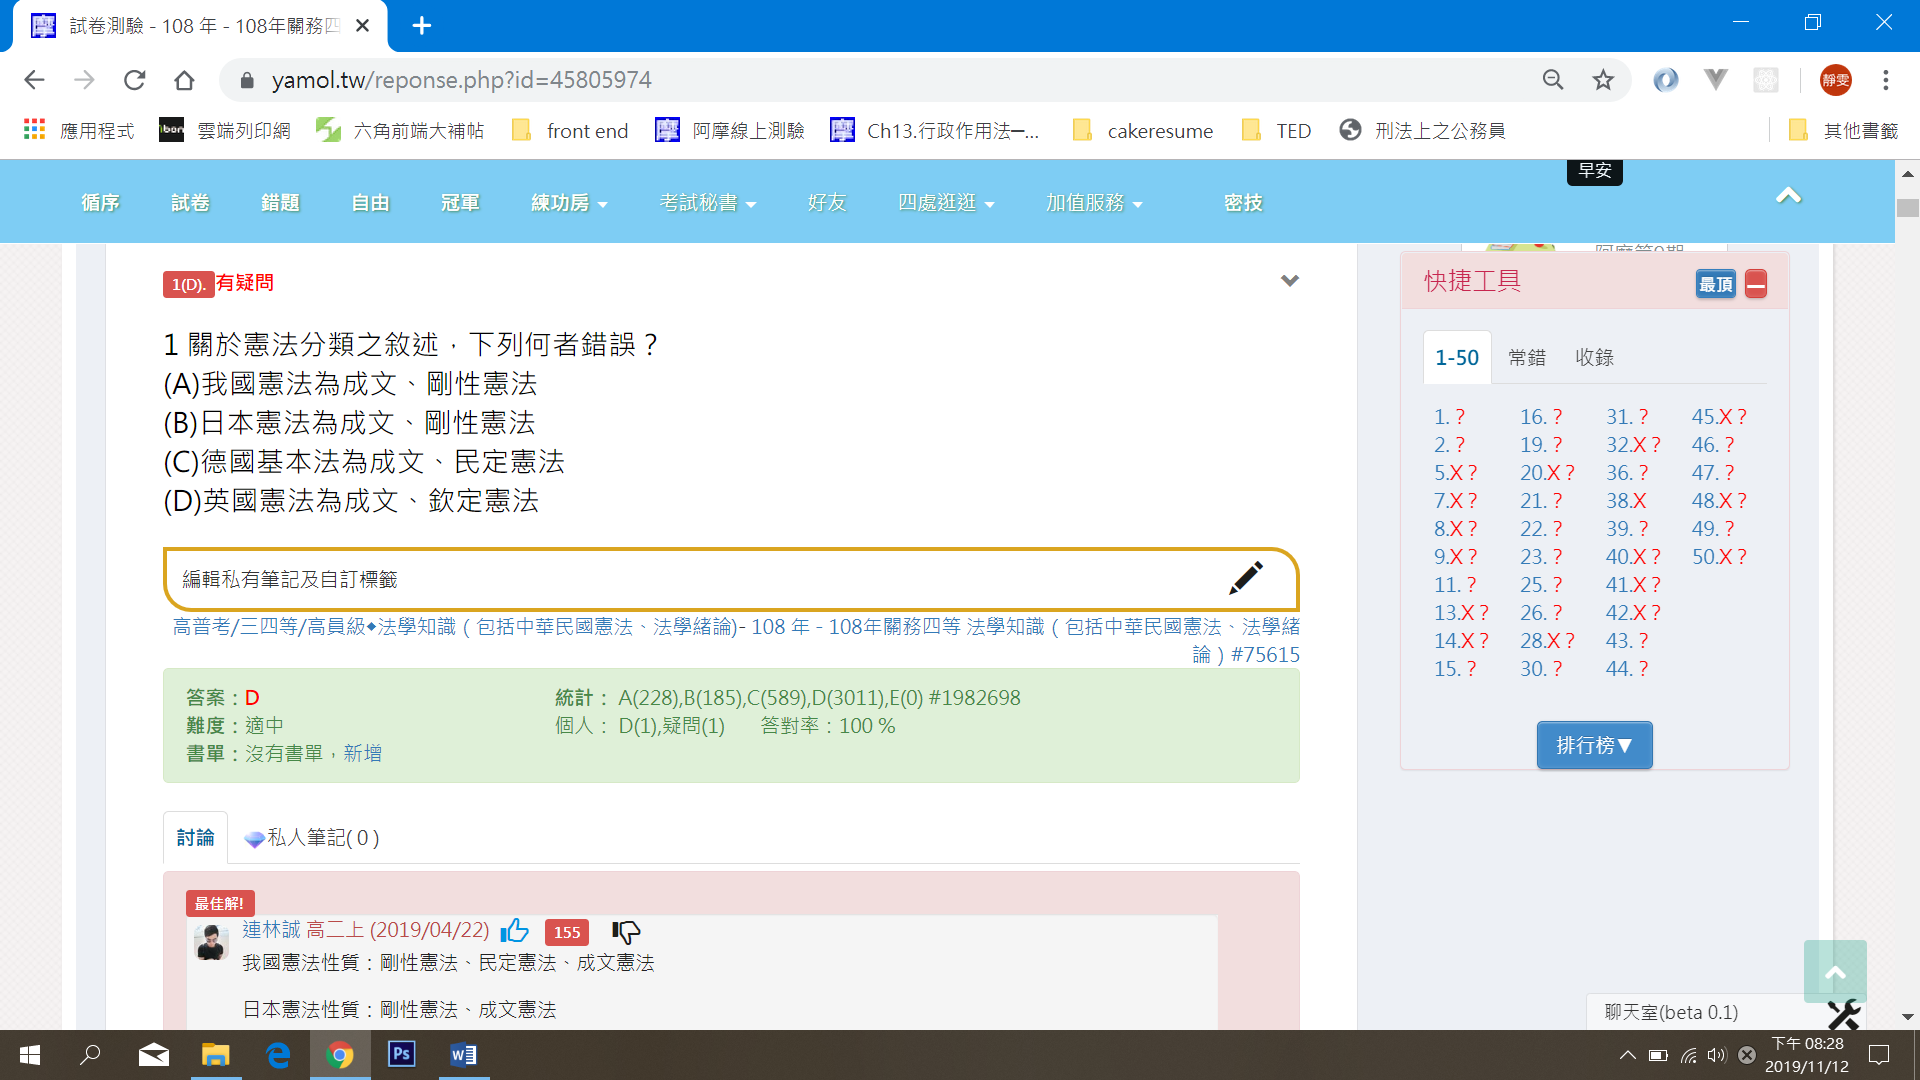 試卷測驗 - 108 年 - 108年關務四
yamol.tw/reponse.php?id=45805974
靜雯
應用程式
ibon 雲端列印網
六角前端大補帖
front end
阿摩線上測驗
Ch13.行政作用法─...
cakeresume
TED
刑法上之公務員
其他書籤
早安
循序 試卷 錯題 自由 冠軍 練功房 考試秘書 好友 四處逛逛 加值服務 密技
1(D). 有疑問
1 關於憲法分類之敘述，下列何者錯誤？
(A)我國憲法為成文、剛性憲法
(B)日本憲法為成文、剛性憲法
(C)德國基本法為成文、民定憲法
(D)英國憲法為成文、欽定憲法
編輯私有筆記及自訂標籤
高普考/三四等/高員級◆法學知識（包括中華民國憲法、法學緒論)- 108 年 - 108年關務四等 法學知識（包括中華民國憲法、法學緒
論）#75615
答案：D
難度：適中
書單：沒有書單，新增
統計： A(228),B(185),C(589),D(3011),E(0) #1982698
個人： D(1),疑問(1) 答對率：100 %
討論 私人筆記( 0 )
最佳解!
連林誠 高二上 (2019/04/22) 155
我國憲法性質：剛性憲法、民定憲法、成文憲法
日本憲法性質：剛性憲法、成文憲法
快捷工具 最頂
1-50 常錯 收錄
1. ? 16. ? 31. ? 45.X ?
2. ? 19. ? 32.X ? 46. ?
5.X ? 20.X ? 36. ? 47. ?
7.X ? 21. ? 38.X 48.X ?
8.X ? 22. ? 39. ? 49. ?
9.X ? 23. ? 40.X ? 50.X ?
11. ? 25. ? 41.X ?
13.X ? 26. ? 42.X ?
14.X ? 28.X ? 43. ?
15. ? 30. ? 44. ?
排行榜▼
聊天室(beta 0.1)
Ps
下午 08:28
2019/11/12